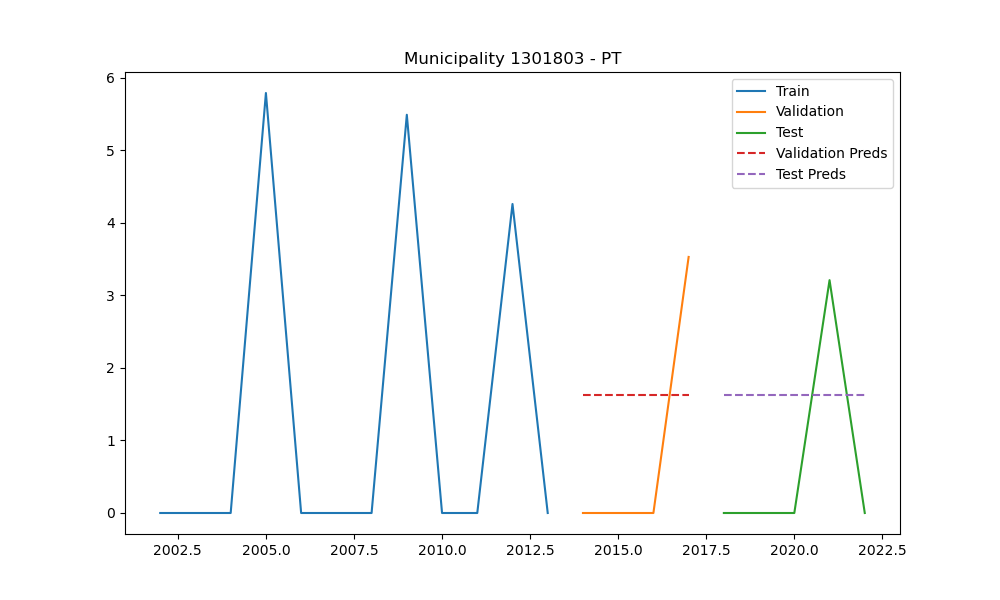 Municipality 1301803 - PT
6
5
4
3
2
1
0
Train
Validation
Test
Validation Preds
Test Preds
2002.5 2005.0 2007.5 2010.0 2012.5 2015.0 2017.5 2020.0 2022.5